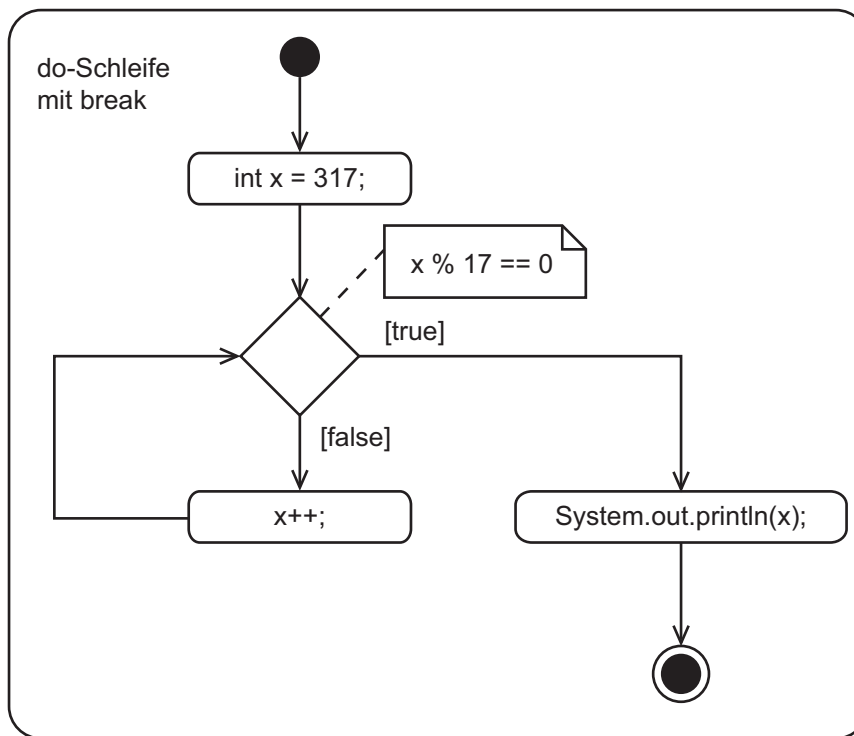 do-Schleife
mit break
int x = 317;
x % 17 == 0
[true]
[false]
x++;
System.out.println(x);